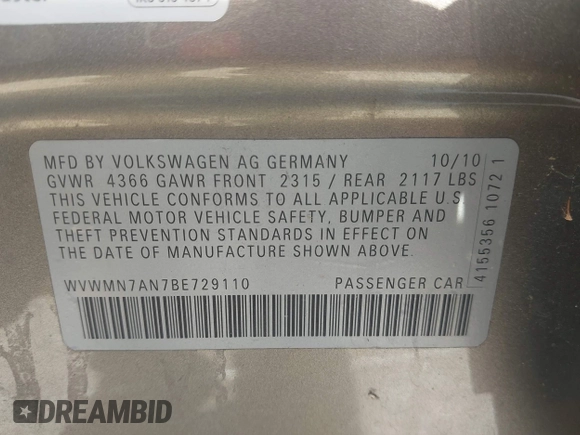 MFD BY VOLKSWAGEN AG GERMANY 10/10
GVWR 4366 GAWR FRONT 2315 / REAR 2117 LBS
THIS VEHICLE CONFORMS TO ALL APPLICABLE U.S
FEDERAL MOTOR VEHICLE SAFETY, BUMPER AND
THEFT PREVENTION STANDARDS IN EFFECT ON
THE DATE OF MANUFACTURE SHOWN ABOVE.
WVWMN7AN7BE729110 PASSENGER CAR
4155356 1072 1
DREAMBID